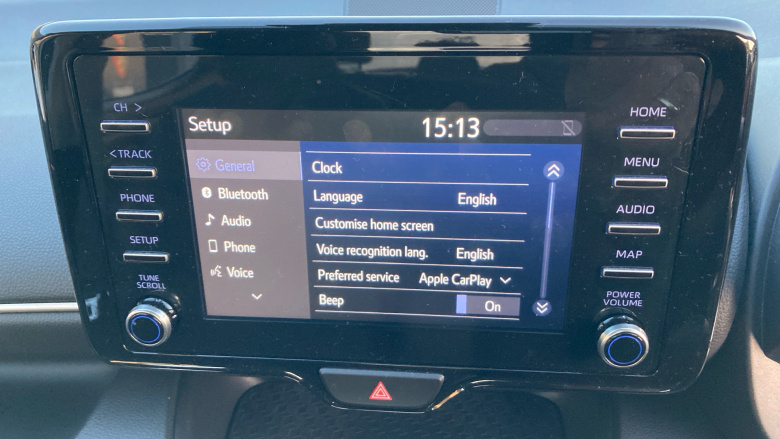 CH >
< TRACK
PHONE
SETUP
TUNE
SCROLL
Setup 15:13
General
Bluetooth
Audio
Phone
Voice
Clock
Language English
Customise home screen
Voice recognition lang. English
Preferred service Apple CarPlay
Beep On
HOME
MENU
AUDIO
MAP
POWER
VOLUME